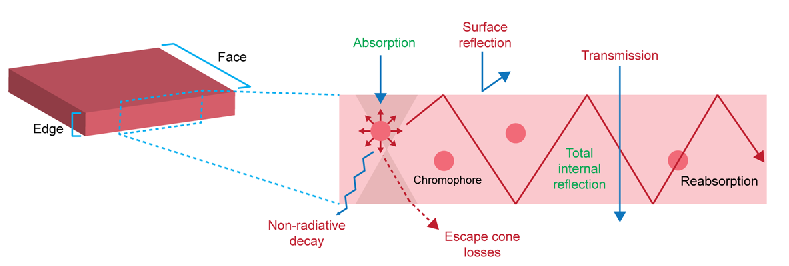 Face
Edge
Absorption
Surface
reflection
Transmission
Chromophore
Total
internal
reflection
Reabsorption
Non-radiative
decay
Escape cone
losses